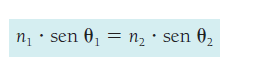 n₁ · sen θ₁ = n₂ · sen θ₂